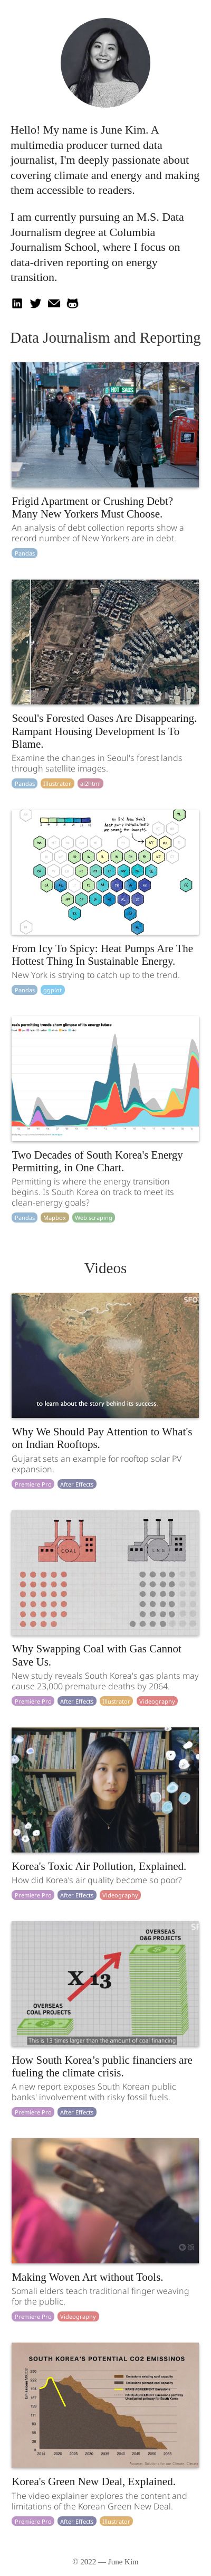 Hello! My name is June Kim. A
multimedia producer turned data
journalist, I'm deeply passionate about
covering climate and energy and making
them accessible to readers.
I am currently pursuing an M.S. Data
Journalism degree at Columbia
Journalism School, where I focus on
data-driven reporting on energy
transition.
Data Journalism and Reporting
Frigid Apartment or Crushing Debt?
Many New Yorkers Must Choose.
An analysis of debt collection reports show a
record number of New Yorkers are in debt.
Pandas
Seoul's Forested Oases Are Disappearing.
Rampant Housing Development Is To
Blame.
Examine the changes in Seoul's forest lands
through satellite images.
Pandas Illustrator ai2html
From Icy To Spicy: Heat Pumps Are The
Hottest Thing In Sustainable Energy.
New York is strying to catch up to the trend.
Pandas ggplot
Two Decades of South Korea's Energy
Permitting, in One Chart.
Permitting is where the energy transition
begins. Is South Korea on track to meet its
clean-energy goals?
Pandas Mapbox Web scraping
Videos
SFO
to learn about the story behind its success.
Why We Should Pay Attention to What's
on Indian Rooftops.
Gujarat sets an example for rooftop solar PV
expansion.
Premiere Pro After Effects
COAL LNG
Why Swapping Coal with Gas Cannot
Save Us.
New study reveals South Korea's gas plants may
cause 23,000 premature deaths by 2064.
Premiere Pro After Effects Illustrator Videography
Korea's Toxic Air Pollution, Explained.
How did Korea's air quality become so poor?
Premiere Pro After Effects Videography
OVERSEAS
O&G PROJECTS
X 13
OVERSEAS
COAL PROJECTS
This is 13 times larger than the amount of coal financing
How South Korea’s public financiers are
fueling the climate crisis.
A new report exposes South Korean public
banks' involvement with risky fossil fuels.
Premiere Pro After Effects
Making Woven Art without Tools.
Somali elders teach traditional finger weaving
for the public.
Premiere Pro Videography
SOUTH KOREA'S POTENTIAL CO2 EMISSINOS
Korea's Green New Deal, Explained.
The video explainer explores the content and
limitations of the Korean Green New Deal.
Premiere Pro After Effects Illustrator
© 2022 — June Kim